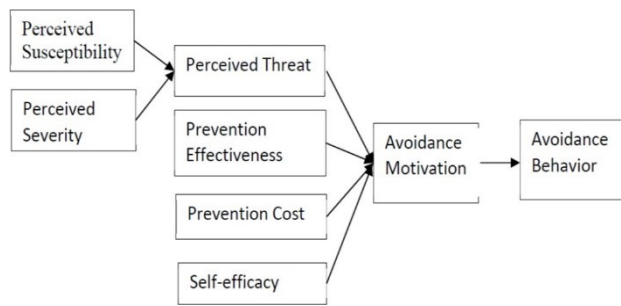 Perceived
Susceptibility
Perceived
Severity
Perceived Threat
Prevention
Effectiveness
Prevention Cost
Self-efficacy
Avoidance
Motivation
Avoidance
Behavior